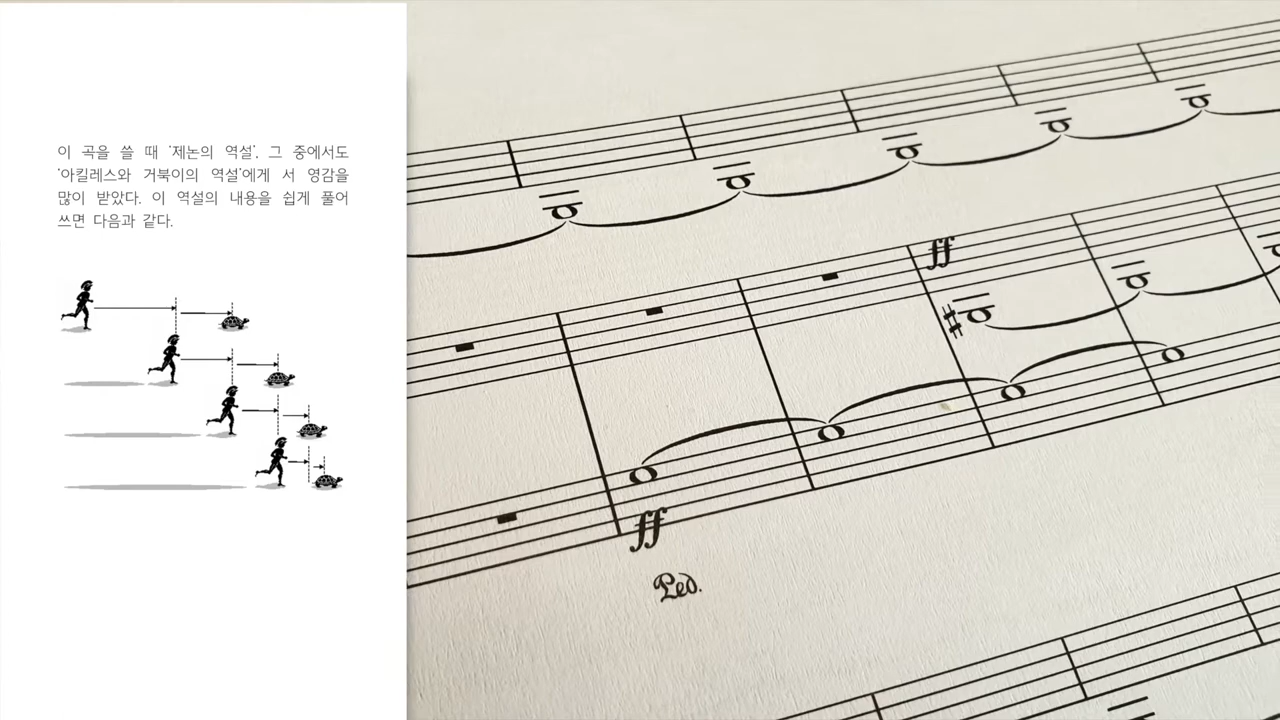 이 곡을 쓸 때 '제논의 역설', 그 중에서도
'아킬레스와 거북이의 역설'에게 서 영감을
많이 받았다. 이 역설의 내용을 쉽게 풀어
쓰면 다음과 같다.
ff
ff
Ped.